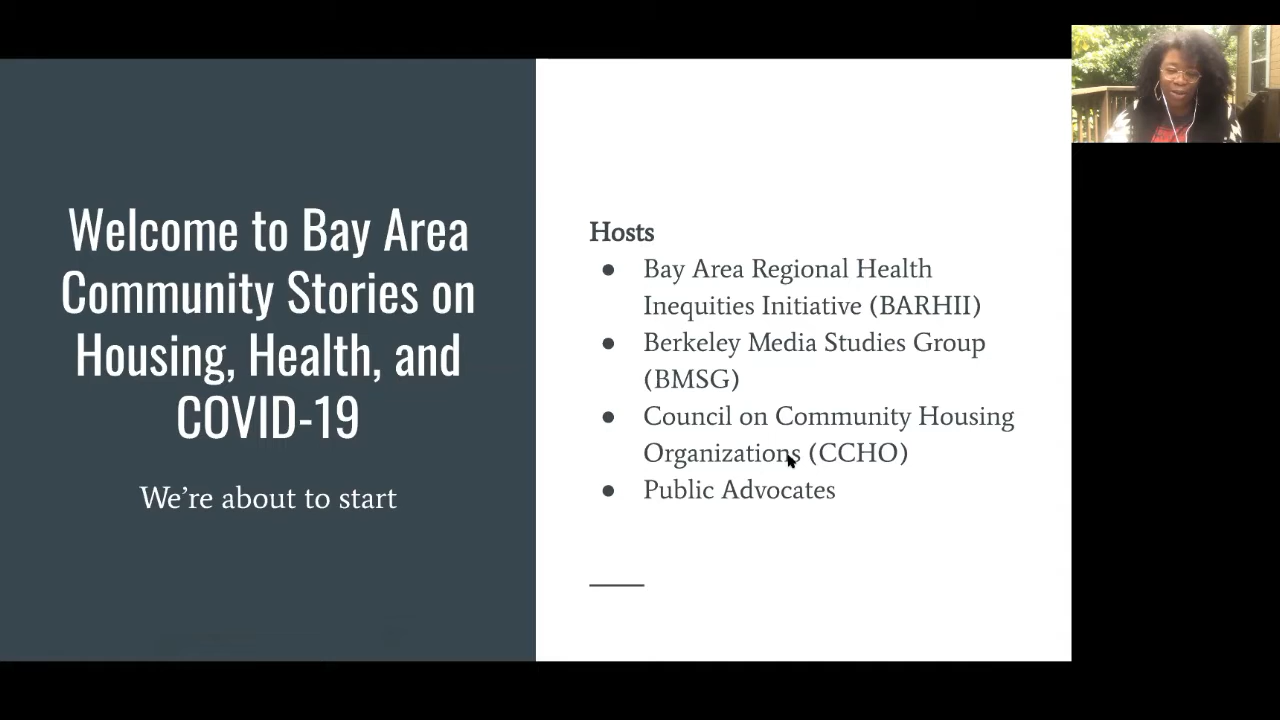 Welcome to Bay Area
Community Stories on
Housing, Health, and
COVID-19
We’re about to start
Hosts
● Bay Area Regional Health
Inequities Initiative (BARHII)
● Berkeley Media Studies Group
(BMSG)
● Council on Community Housing
Organizations (CCHO)
● Public Advocates